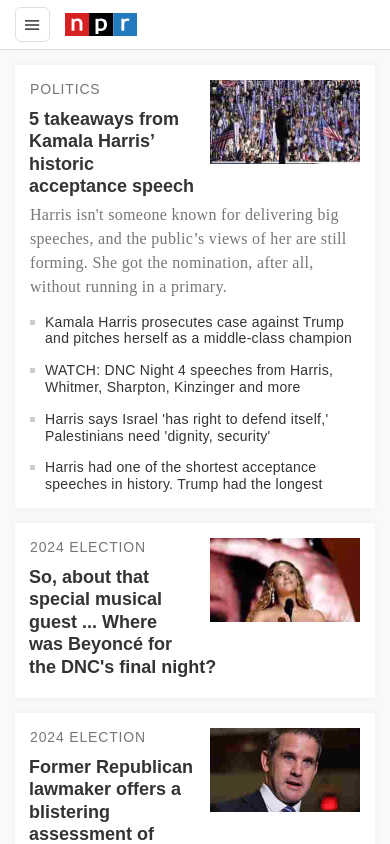 npr
POLITICS
5 takeaways from
Kamala Harris’
historic
acceptance speech
Harris isn't someone known for delivering big
speeches, and the public’s views of her are still
forming. She got the nomination, after all,
without running in a primary.
Kamala Harris prosecutes case against Trump
and pitches herself as a middle-class champion
WATCH: DNC Night 4 speeches from Harris,
Whitmer, Sharpton, Kinzinger and more
Harris says Israel 'has right to defend itself,'
Palestinians need 'dignity, security'
Harris had one of the shortest acceptance
speeches in history. Trump had the longest
2024 ELECTION
So, about that
special musical
guest ... Where
was Beyoncé for
the DNC's final night?
2024 ELECTION
Former Republican
lawmaker offers a
blistering
assessment of